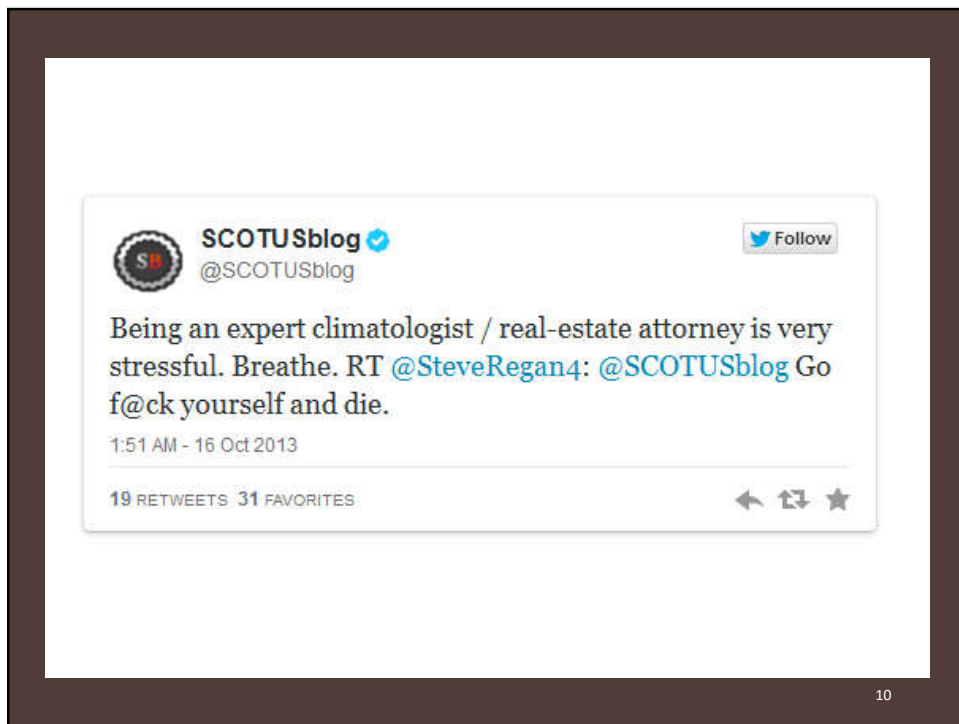 SCOTUSblog
Follow
@SCOTUSblog
SB
Being an expert climatologist / real-estate attorney is very
stressful. Breathe. RT @SteveRegan4: @SCOTUSblog Go
f@ck yourself and die.
1:51 AM - 16 Oct 2013
19 RETWEETS 31 FAVORITES
10